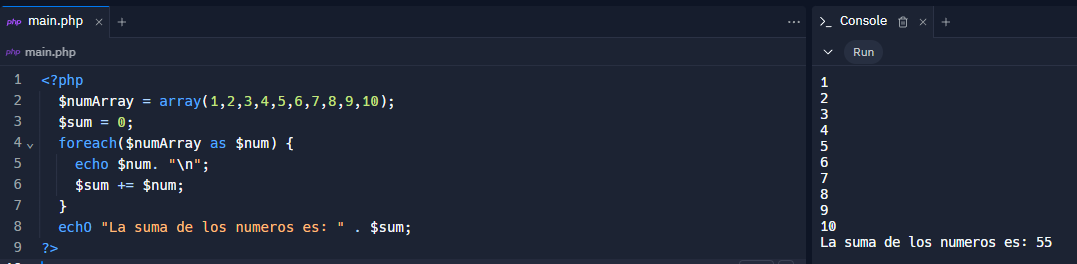 php main.php × +
php main.php
1 <?php
2 $numArray = array(1,2,3,4,5,6,7,8,9,10);
3 $sum = 0;
4 foreach($numArray as $num) {
5 echo $num. "\n";
6 $sum += $num;
7 }
8 echO "La suma de los numeros es: " . $sum;
9 ?>
>_ Console × +
Run
1
2
3
4
5
6
7
8
9
10
La suma de los numeros es: 55